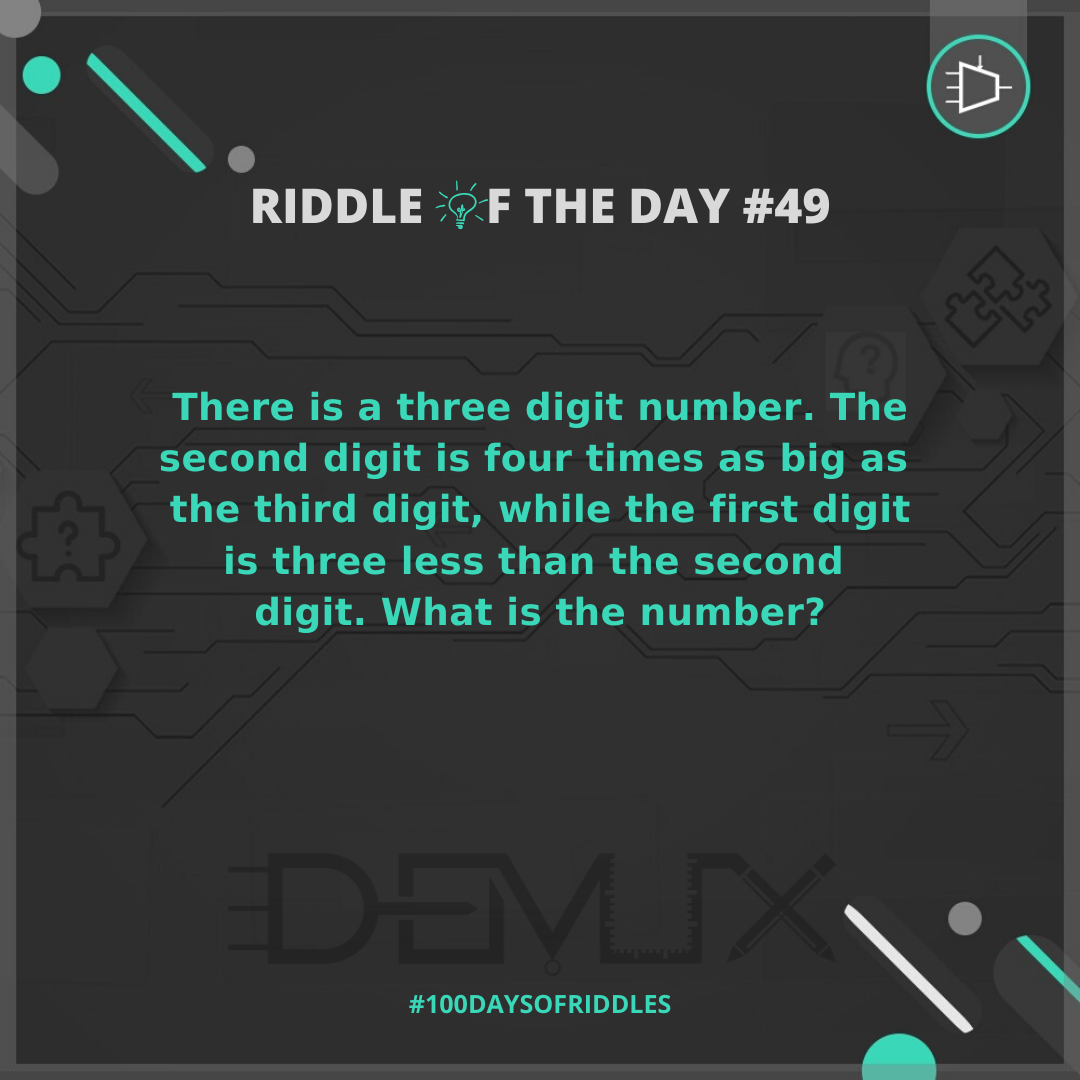 RIDDLE OF THE DAY #49
There is a three digit number. The
second digit is four times as big as
the third digit, while the first digit
is three less than the second
digit. What is the number?
DEMUX
#100DAYSOFRIDDLES